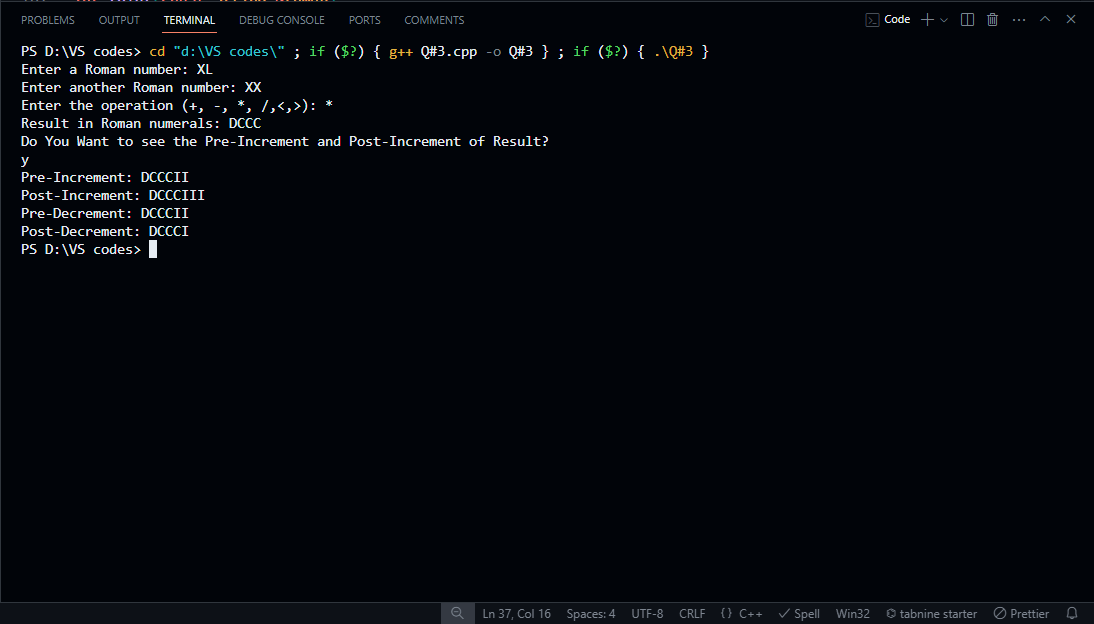 PROBLEMS OUTPUT TERMINAL DEBUG CONSOLE PORTS COMMENTS Code
PS D:\VS codes> cd "d:\VS codes\" ; if ($?) { g++ Q#3.cpp -o Q#3 } ; if ($?) { .\Q#3 }
Enter a Roman number: XL
Enter another Roman number: XX
Enter the operation (+, -, *, /,<,>): *
Result in Roman numerals: DCCC
Do You Want to see the Pre-Increment and Post-Increment of Result?
y
Pre-Increment: DCCCII
Post-Increment: DCCCIII
Pre-Decrement: DCCCII
Post-Decrement: DCCCI
PS D:\VS codes>
Ln 37, Col 16 Spaces: 4 UTF-8 CRLF {} C++ Spell Win32 tabnine starter Prettier